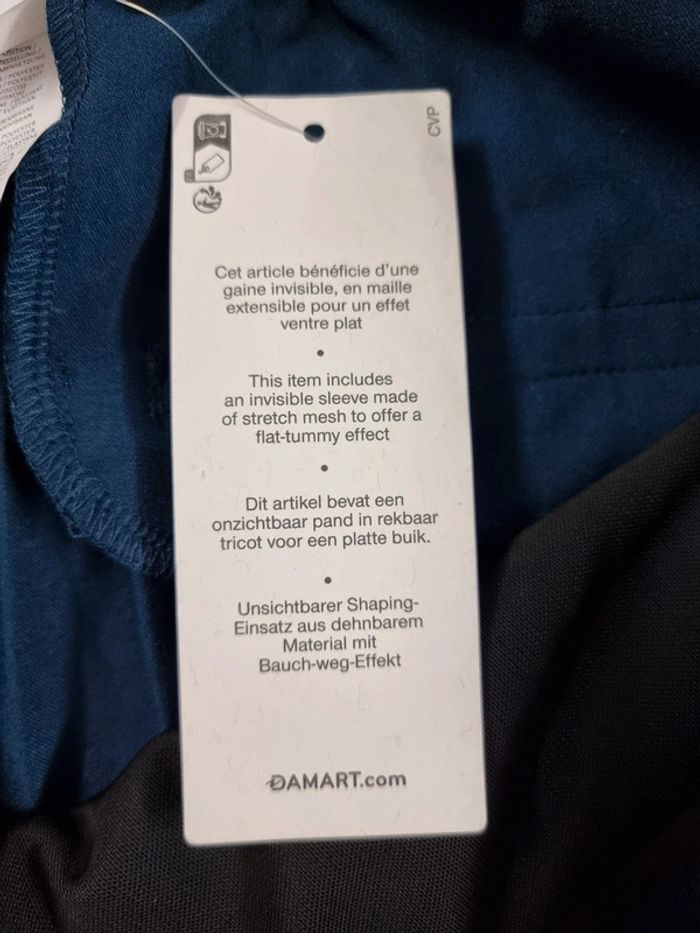 CVP
Cet article bénéficie d'une
gaine invisible, en maille
extensible pour un effet
ventre plat
•
This item includes
an invisible sleeve made
of stretch mesh to offer a
flat-tummy effect
•
Dit artikel bevat een
onzichtbaar pand in rekbaar
tricot voor een platte buik.
•
Unsichtbarer Shaping-
Einsatz aus dehnbarem
Material mit
Bauch-weg-Effekt
DAMART.com